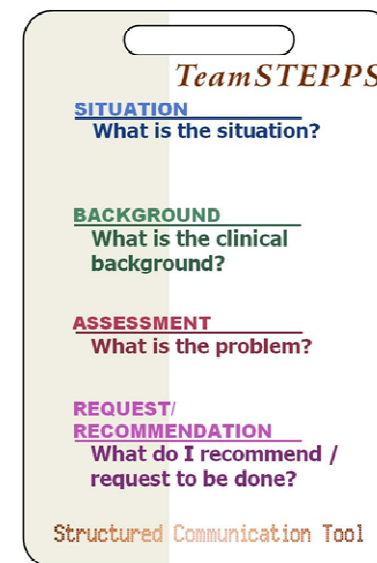 TeamSTEPPS
SITUATION
What is the situation?
BACKGROUND
What is the clinical
background?
ASSESSMENT
What is the problem?
REQUEST/
RECOMMENDATION
What do I recommend /
request to be done?
Structured Communication Tool